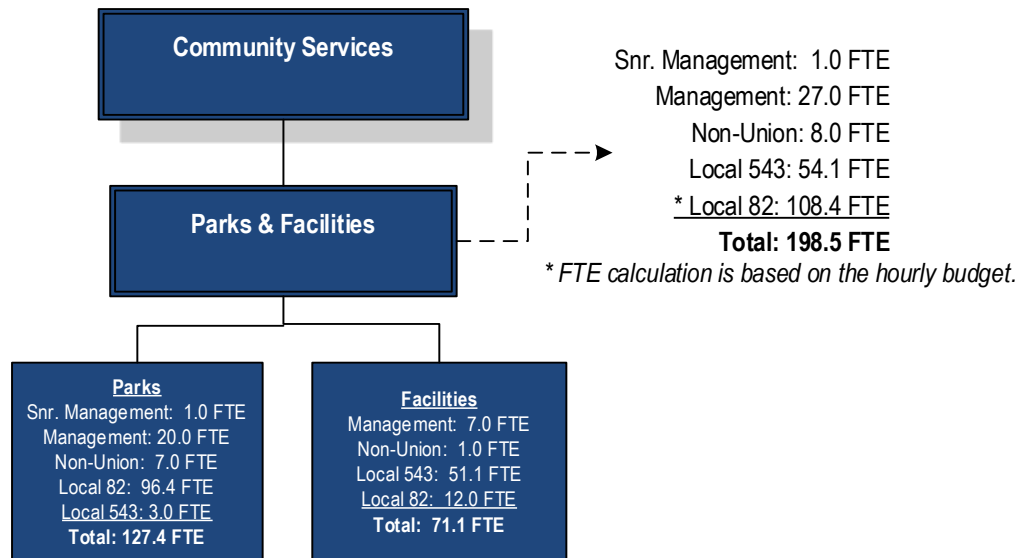 Community Services
Snr. Management: 1.0 FTE
Management: 27.0 FTE
Non-Union: 8.0 FTE
Local 543: 54.1 FTE
* Local 82: 108.4 FTE
Total: 198.5 FTE
* FTE calculation is based on the hourly budget.
Parks & Facilities
Parks
Snr. Management: 1.0 FTE
Management: 20.0 FTE
Non-Union: 7.0 FTE
Local 82: 96.4 FTE
Local 543: 3.0 FTE
Total: 127.4 FTE
Facilities
Management: 7.0 FTE
Non-Union: 1.0 FTE
Local 543: 51.1 FTE
Local 82: 12.0 FTE
Total: 71.1 FTE